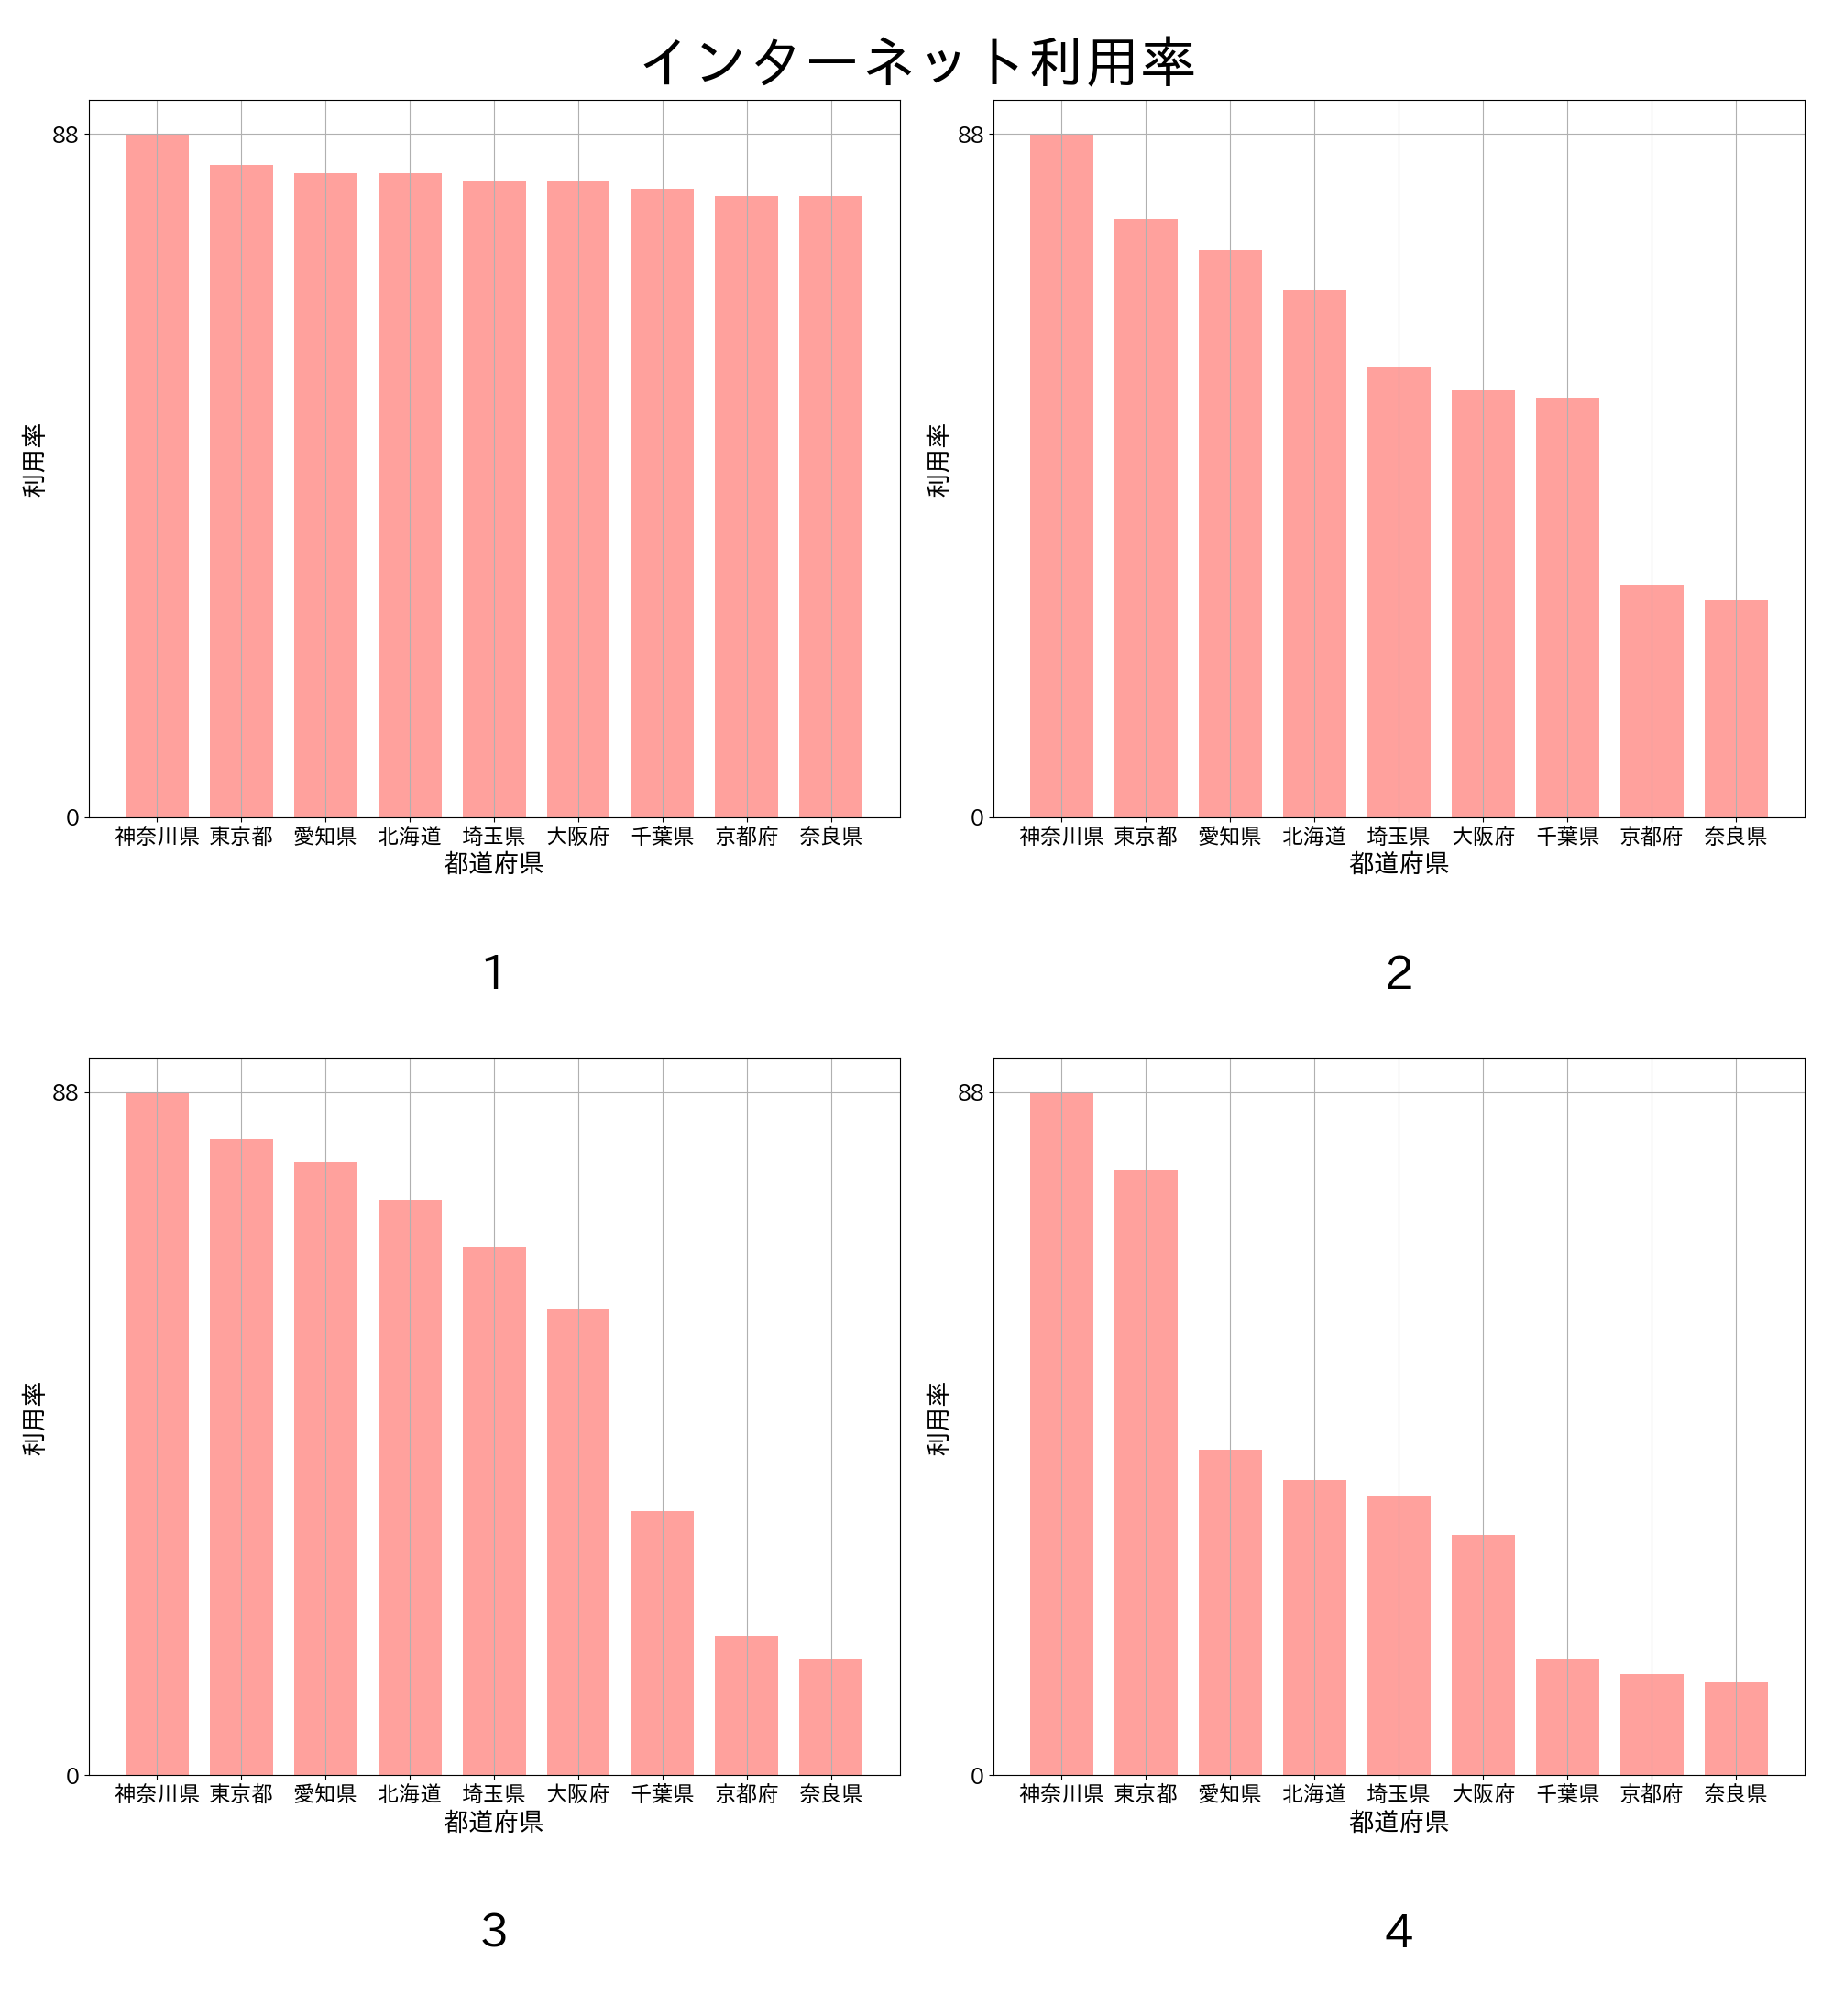 インターネット利用率
88
0
利用率
神奈川県 東京都 愛知県 北海道 埼玉県 大阪府 千葉県 京都府 奈良県
都道府県
1
88
0
利用率
神奈川県 東京都 愛知県 北海道 埼玉県 大阪府 千葉県 京都府 奈良県
都道府県
2
88
0
利用率
神奈川県 東京都 愛知県 北海道 埼玉県 大阪府 千葉県 京都府 奈良県
都道府県
3
88
0
利用率
神奈川県 東京都 愛知県 北海道 埼玉県 大阪府 千葉県 京都府 奈良県
都道府県
4